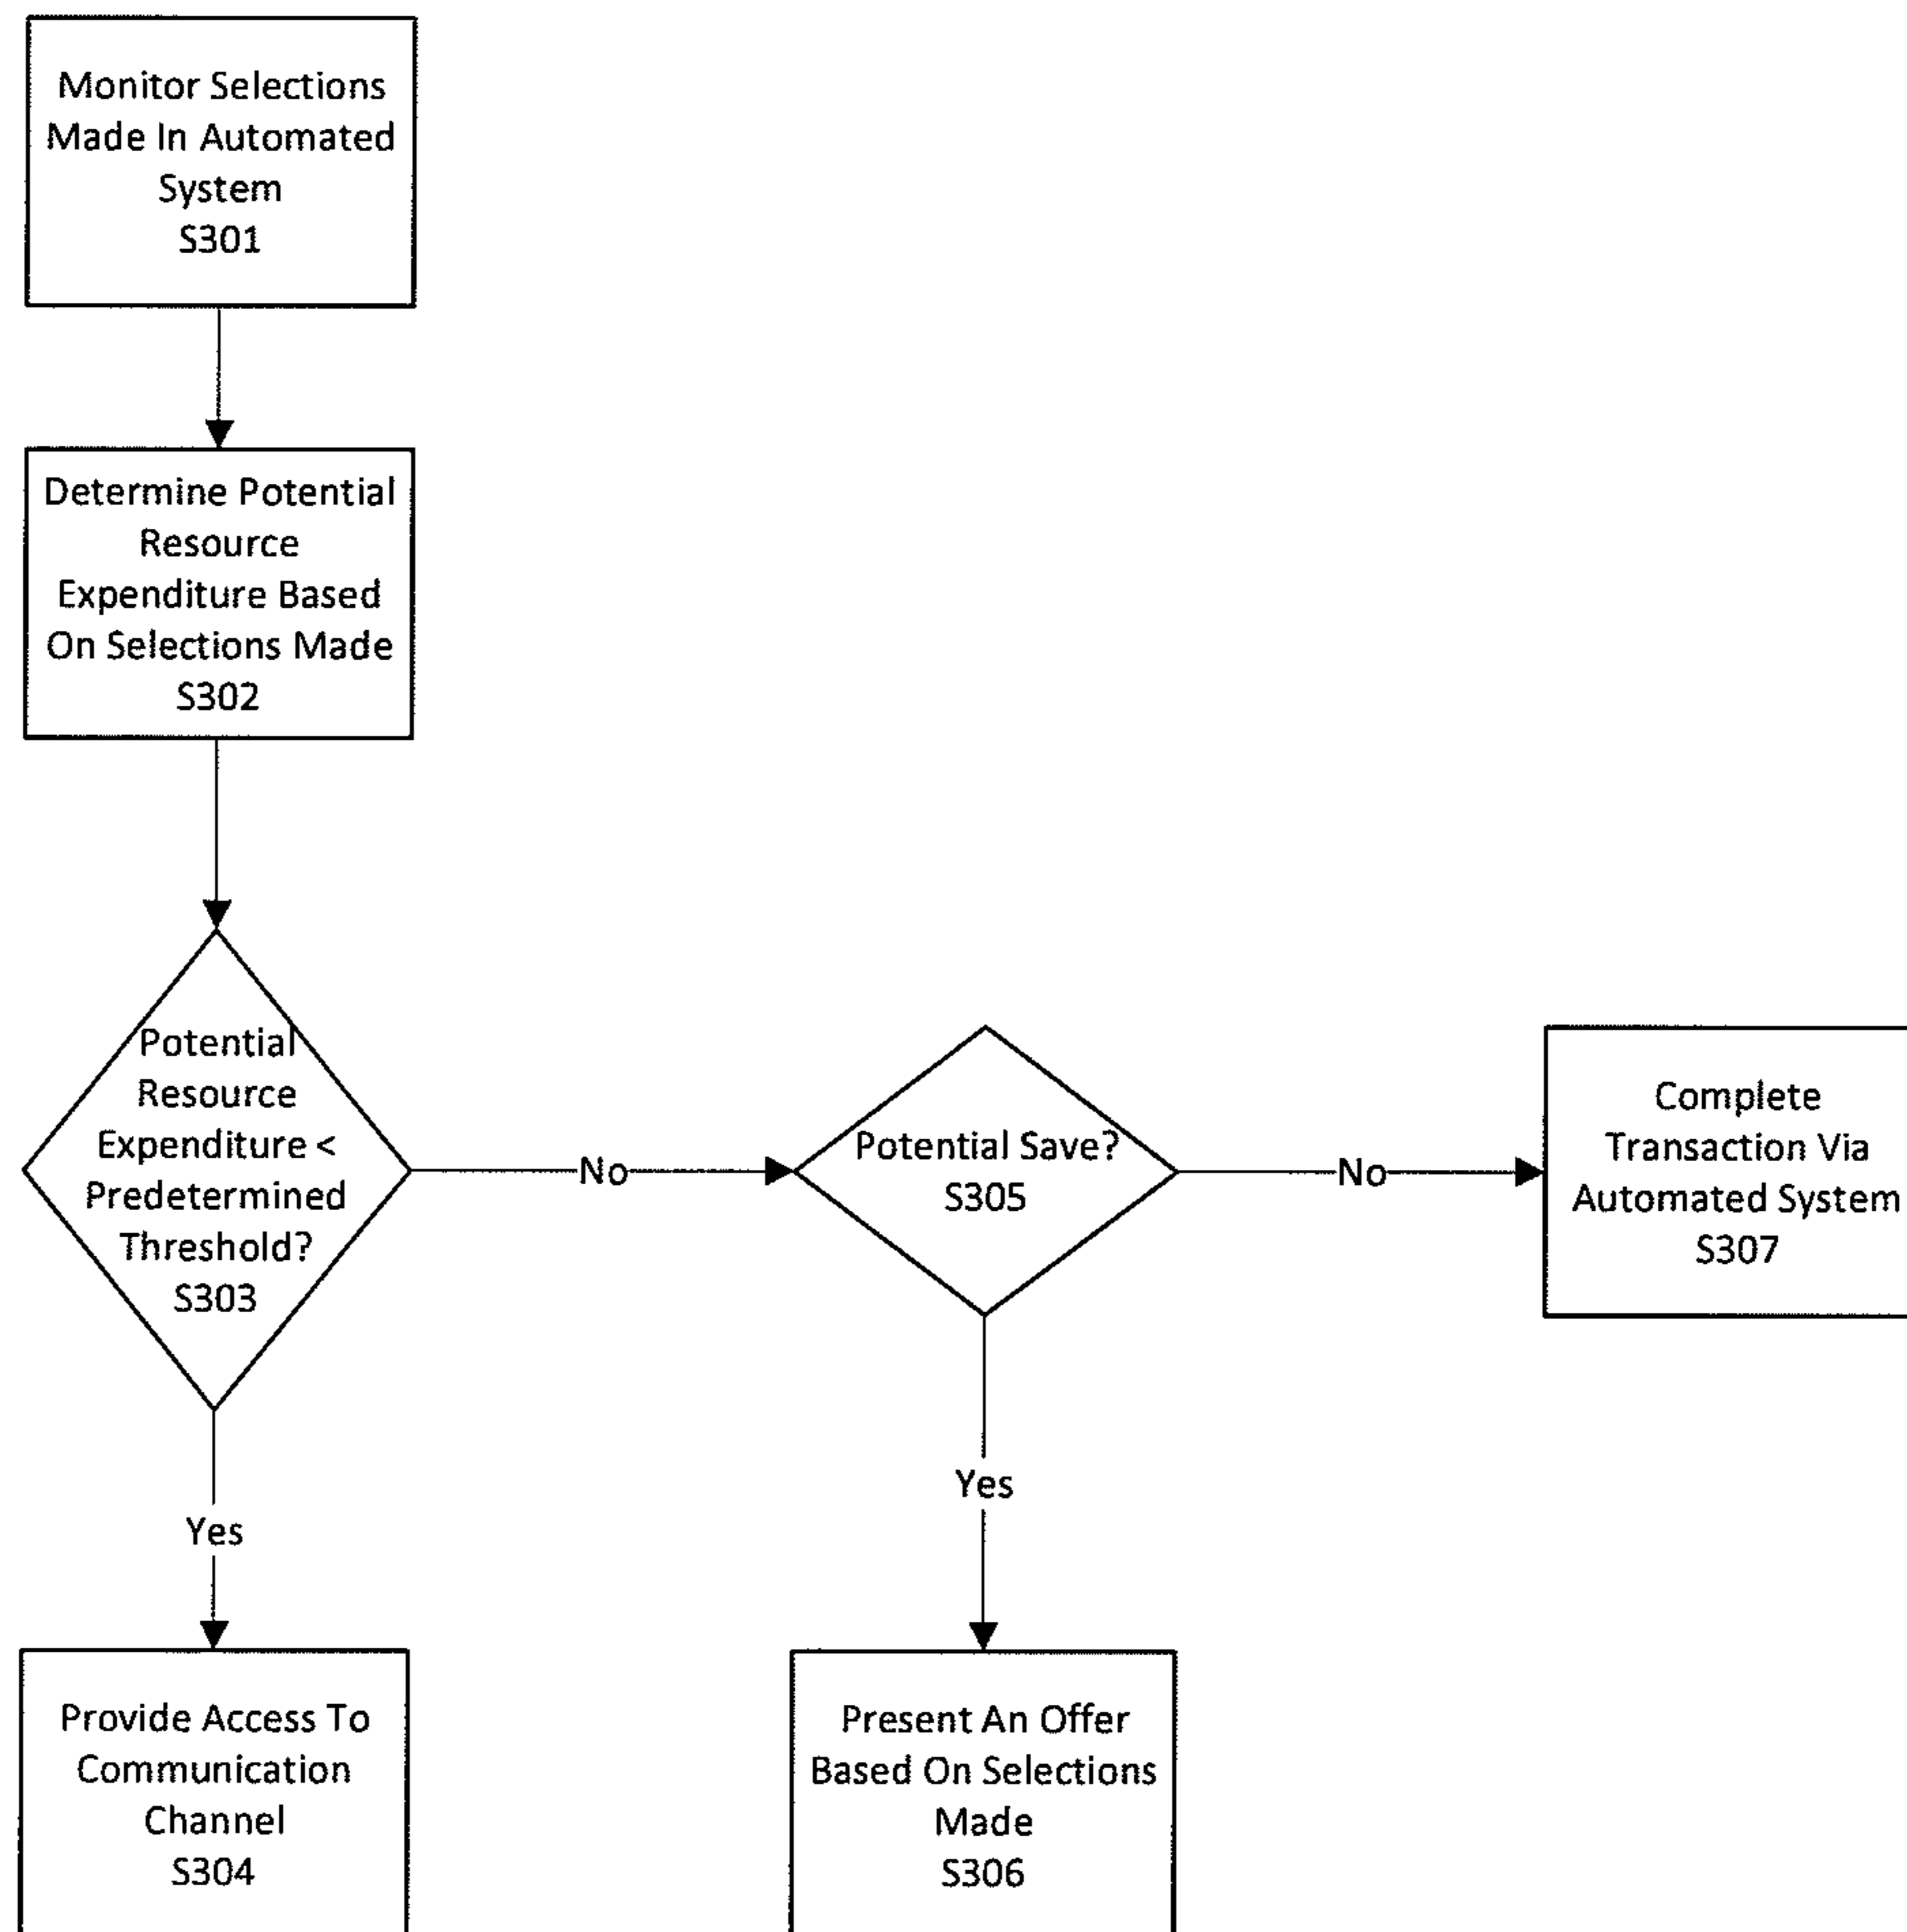 Monitor Selections
Made In Automated
System
S301
Determine Potential
Resource
Expenditure Based
On Selections Made
S302
Potential
Resource
Expenditure <
Predetermined
Threshold?
S303
No
Potential Save?
S305
No
Complete
Transaction Via
Automated System
S307
Yes
Yes
Provide Access To
Communication
Channel
S304
Present An Offer
Based On Selections
Made
S306